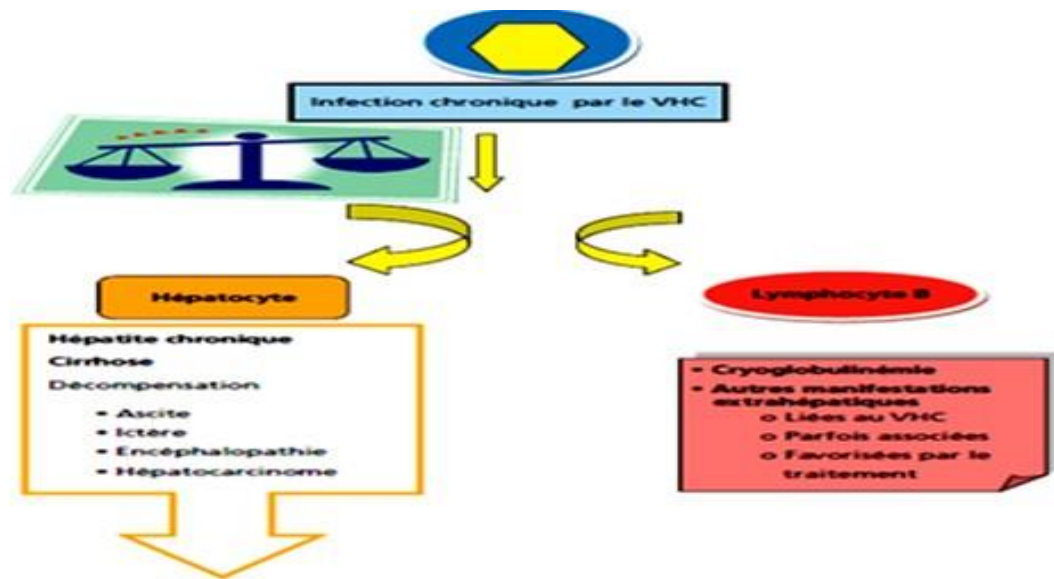 Infection chronique par le VHC
Hépatocyte
Hépatite chronique
Cirrhose
Décompensation
• Ascite
• Ictère
• Encéphalopathie
• Hépatocarcinome
Lymphocyte B
• Cryoglobulinémie
• Autres manifestations
extrahépatiques
o Liées au VHC
o Parfois associées
o Favorisées par le
traitement